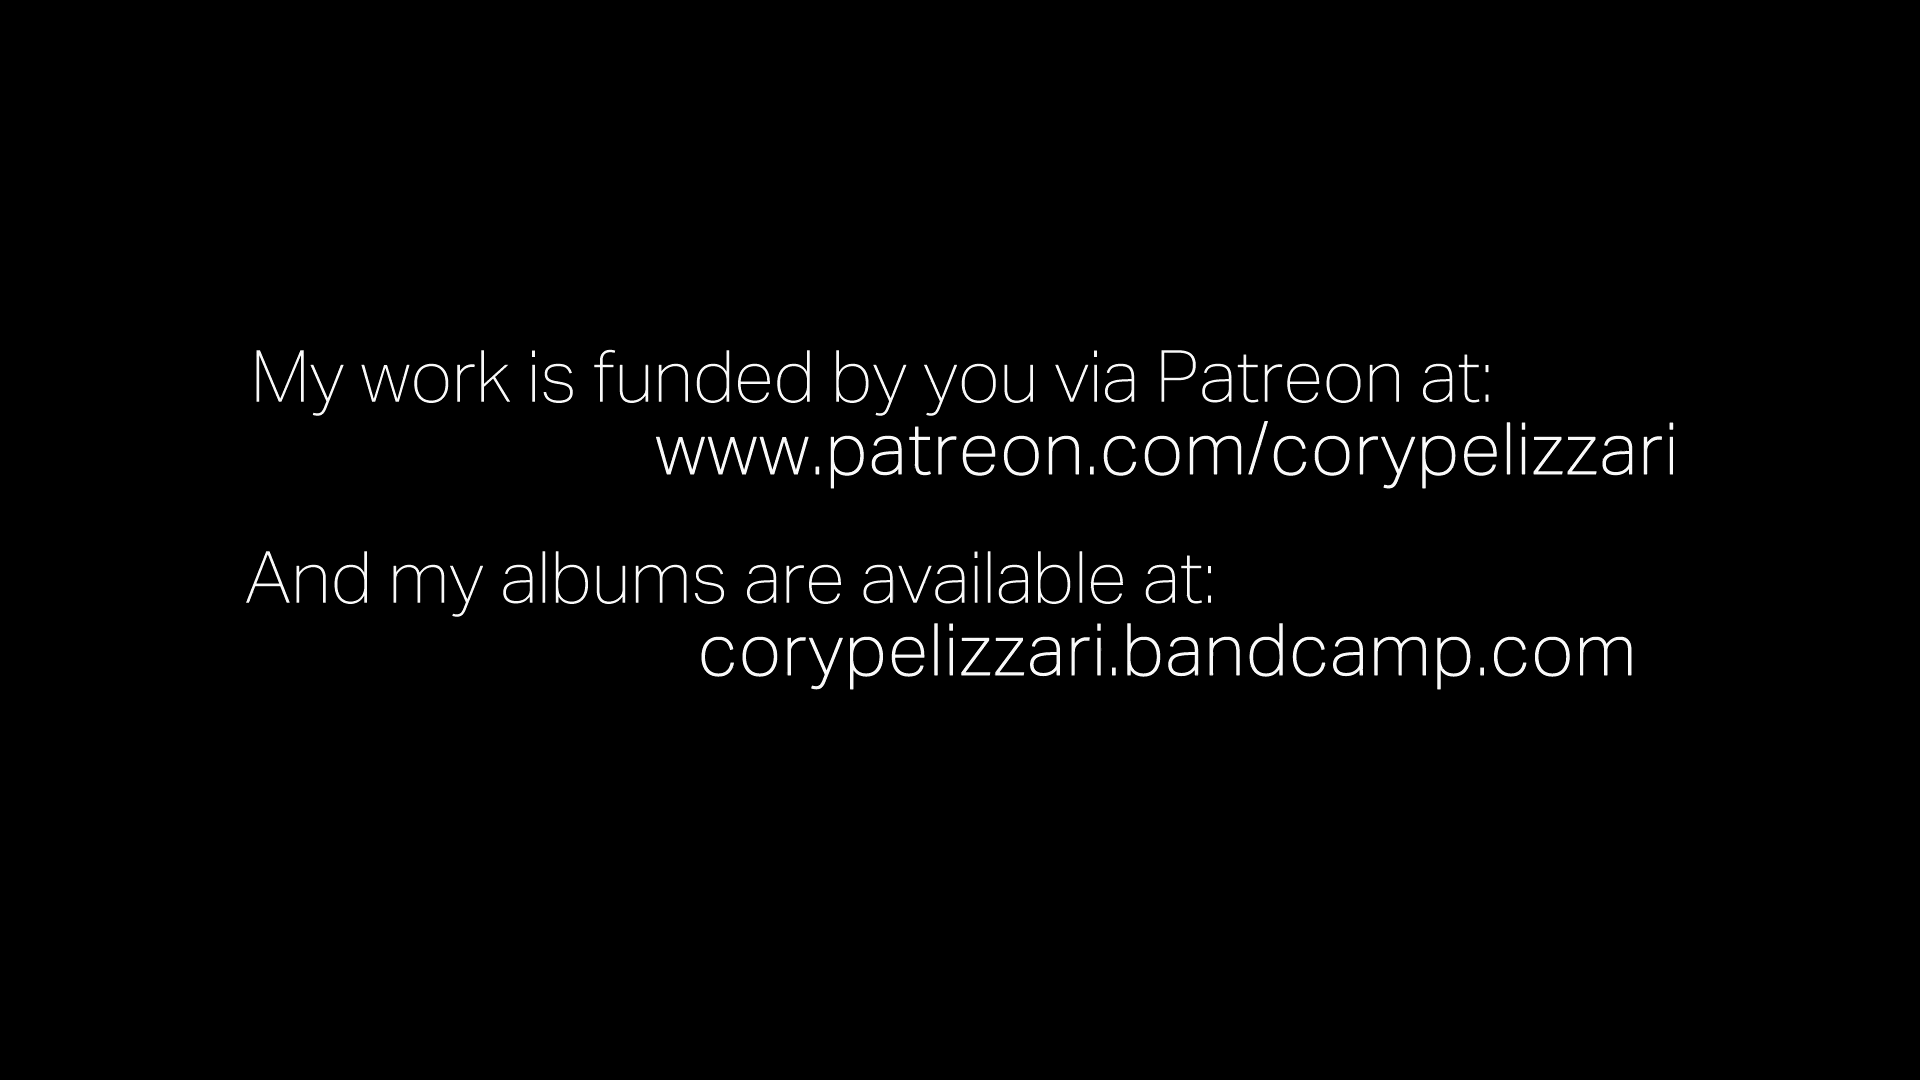 My work is funded by you via Patreon at:
www.patreon.com/corypelizzari
And my albums are available at:
corypelizzari.bandcamp.com